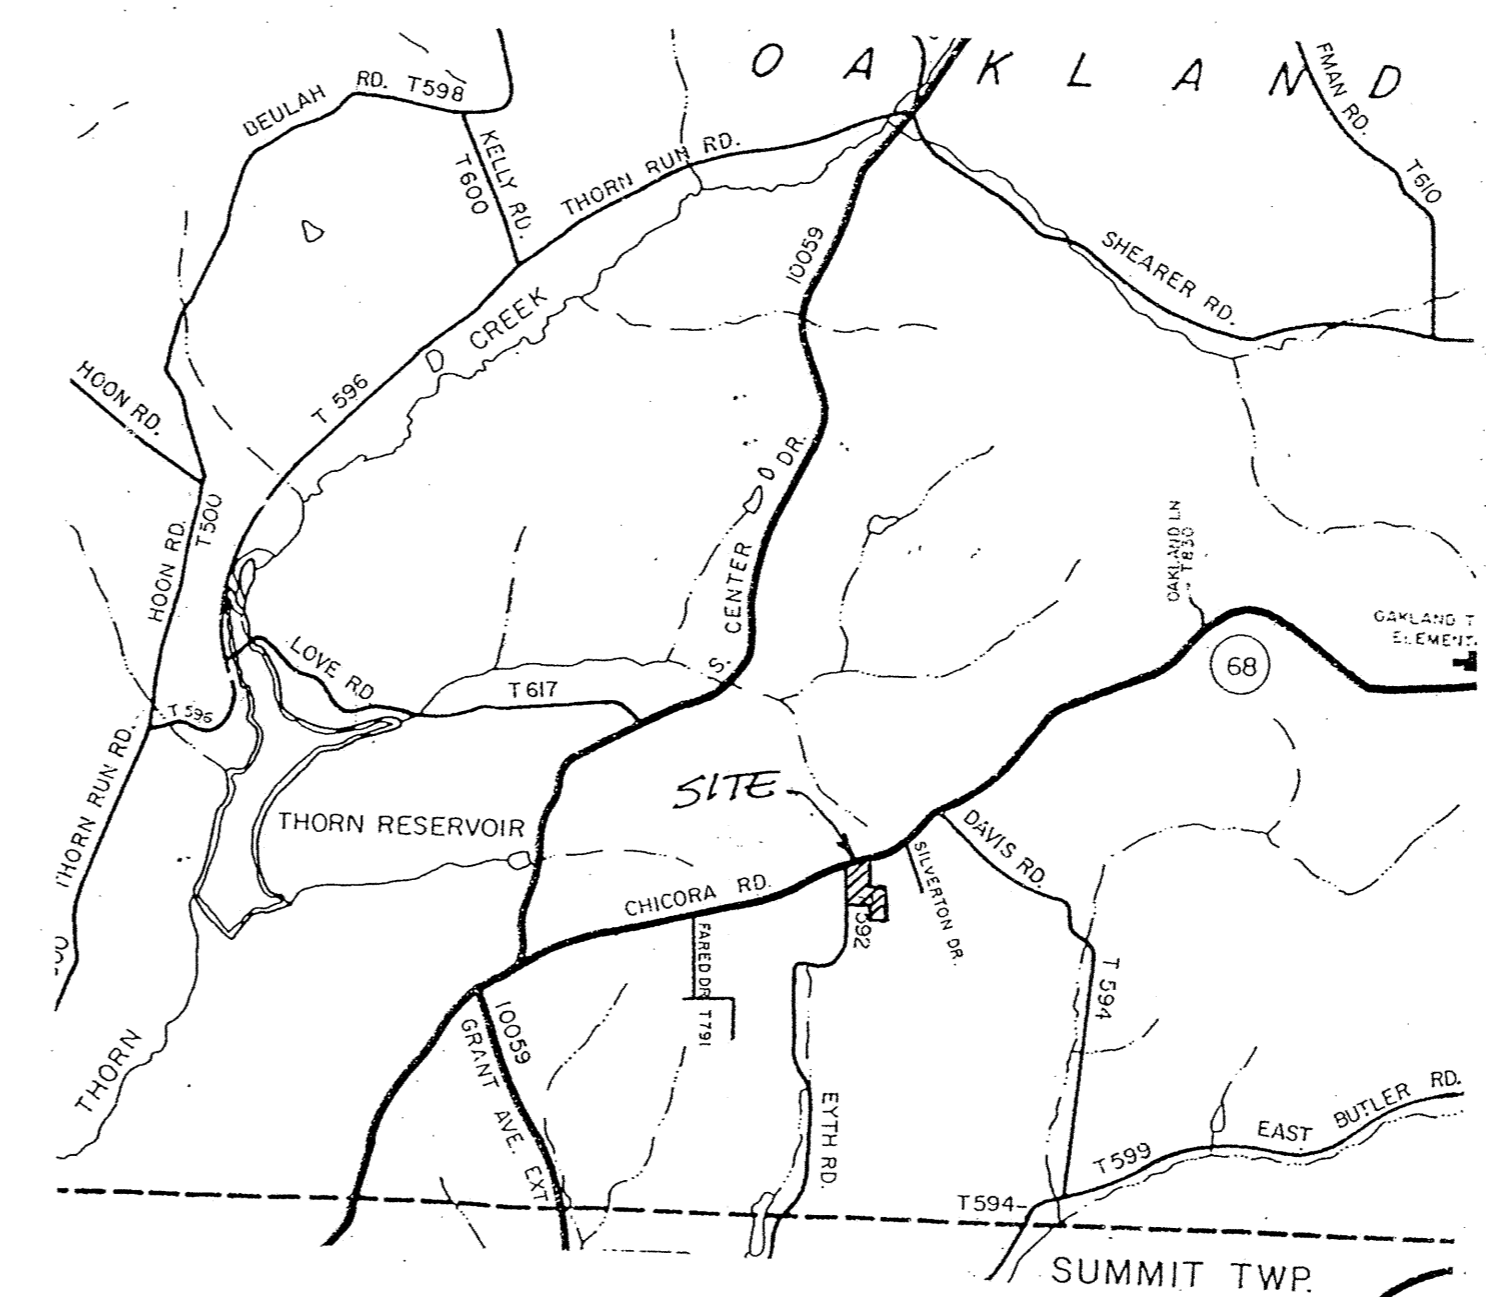 OAKLAND
FMAN RD.
T610
BEULAH RD. T598
KELLY RD.
T600
THORN RUN RD.
10059
SHEARER RD.
CREEK
T 596
HOON RD.
HOON RD.
T500
S. CENTER DR.
OAKLAND LN
T830
OAKLAND T
ELEMENT.
68
LOVE RD
T 617
T 596
THORN RUN RD.
SITE
THORN RESERVOIR
DAVIS RD.
SILVERTON DR.
CHICORA RD.
592
FARED DR
T791
T 594
10059
GRANT AVE. EXT
THORN
EYTH RD.
EAST BUTLER RD.
T599
T594
SUMMIT TWP.